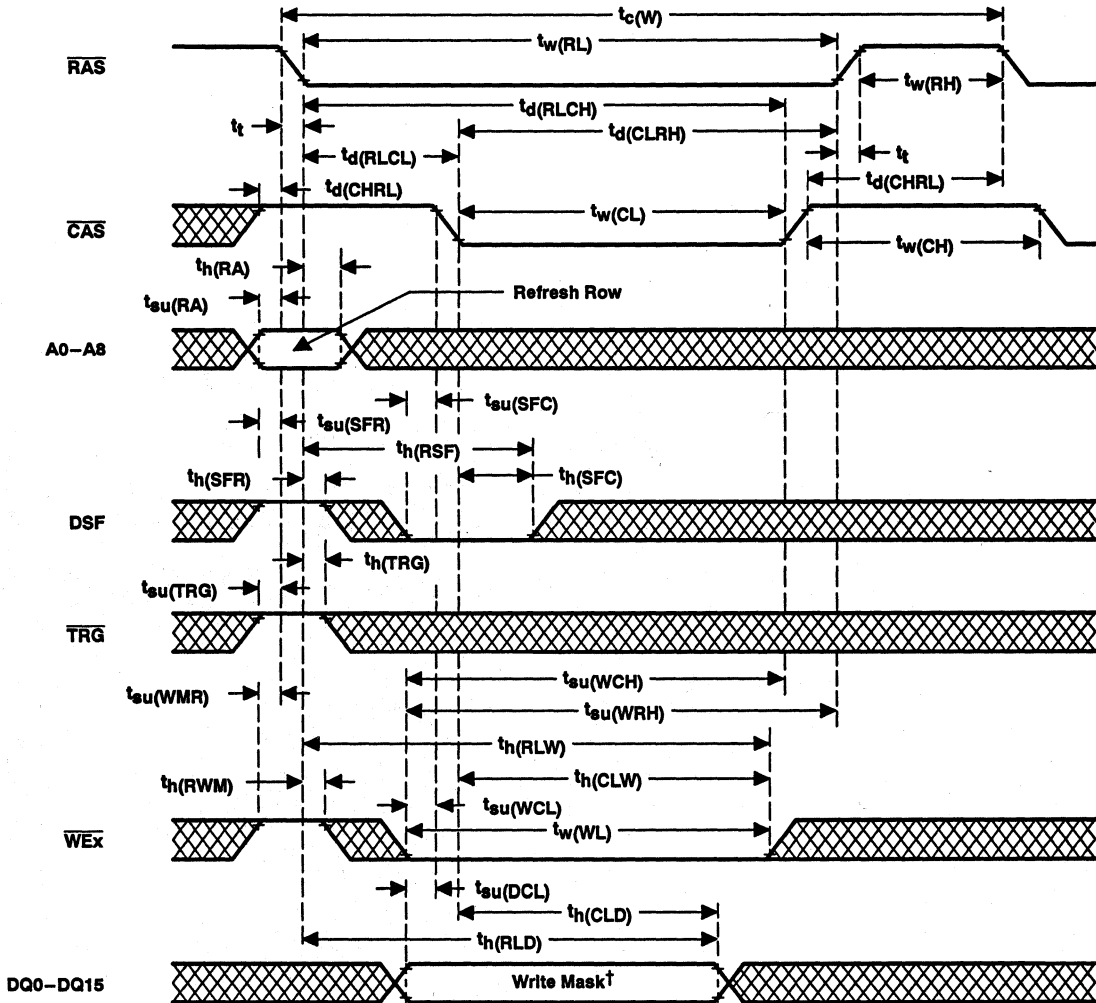 tc(W)
tw(RL)
RAS
tw(RH)
td(RLCH)
tt
td(CLRH)
td(RLCL)
tt
td(CHRL)
td(CHRL)
CAS
tw(CL)
tw(CH)
th(RA)
Refresh Row
tsu(RA)
A0–A8
tsu(SFC)
tsu(SFR)
th(RSF)
th(SFR)
th(SFC)
DSF
th(TRG)
tsu(TRG)
TRG
tsu(WCH)
tsu(WMR)
tsu(WRH)
th(RLW)
th(RWM)
th(CLW)
tsu(WCL)
tw(WL)
WEx
tsu(DCL)
th(CLD)
th(RLD)
DQ0–DQ15
Write Mask†